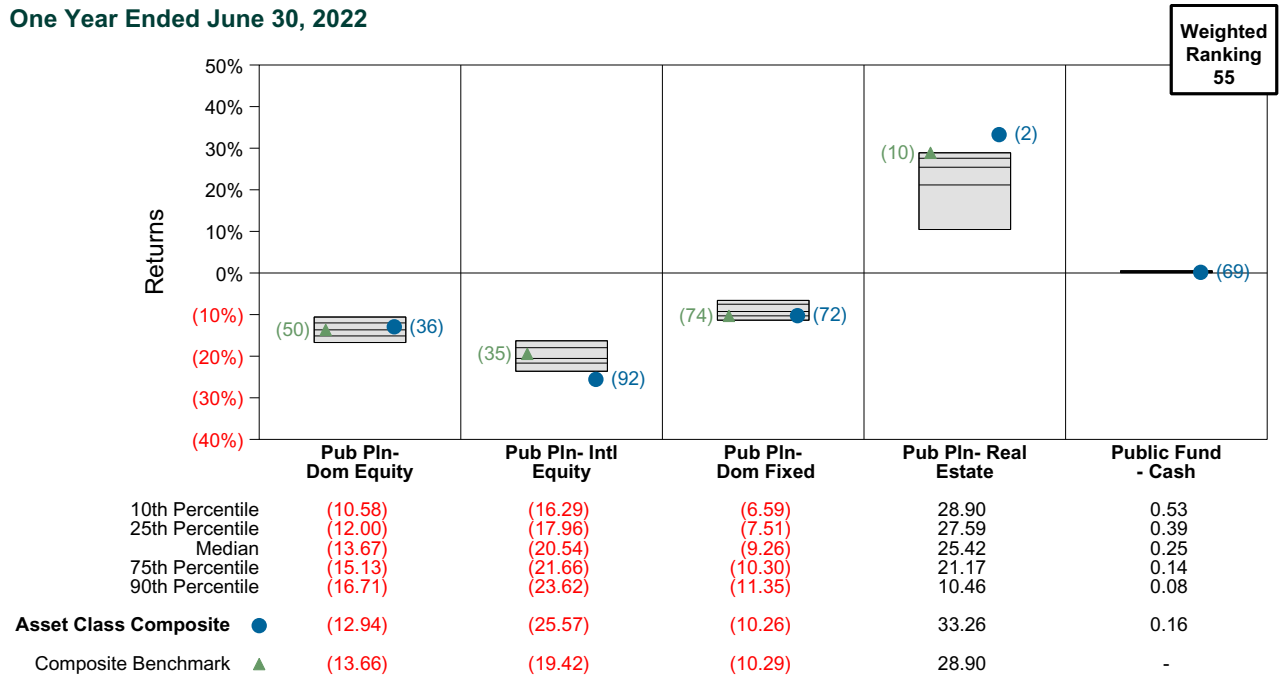 One Year Ended June 30, 2022
Weighted
Ranking
55
Returns
50%
40%
30%
20%
10%
0%
(10%)
(20%)
(30%)
(40%)
(50)
(36)
(35)
(92)
(74)
(72)
(10)
(2)
(69)
Pub Pln- Dom Equity
Pub Pln- Intl Equity
Pub Pln- Dom Fixed
Pub Pln- Real Estate
Public Fund - Cash
10th Percentile (10.58) (16.29) (6.59) 28.90 0.53
25th Percentile (12.00) (17.96) (7.51) 27.59 0.39
Median (13.67) (20.54) (9.26) 25.42 0.25
75th Percentile (15.13) (21.66) (10.30) 21.17 0.14
90th Percentile (16.71) (23.62) (11.35) 10.46 0.08
Asset Class Composite (12.94) (25.57) (10.26) 33.26 0.16
Composite Benchmark (13.66) (19.42) (10.29) 28.90 -